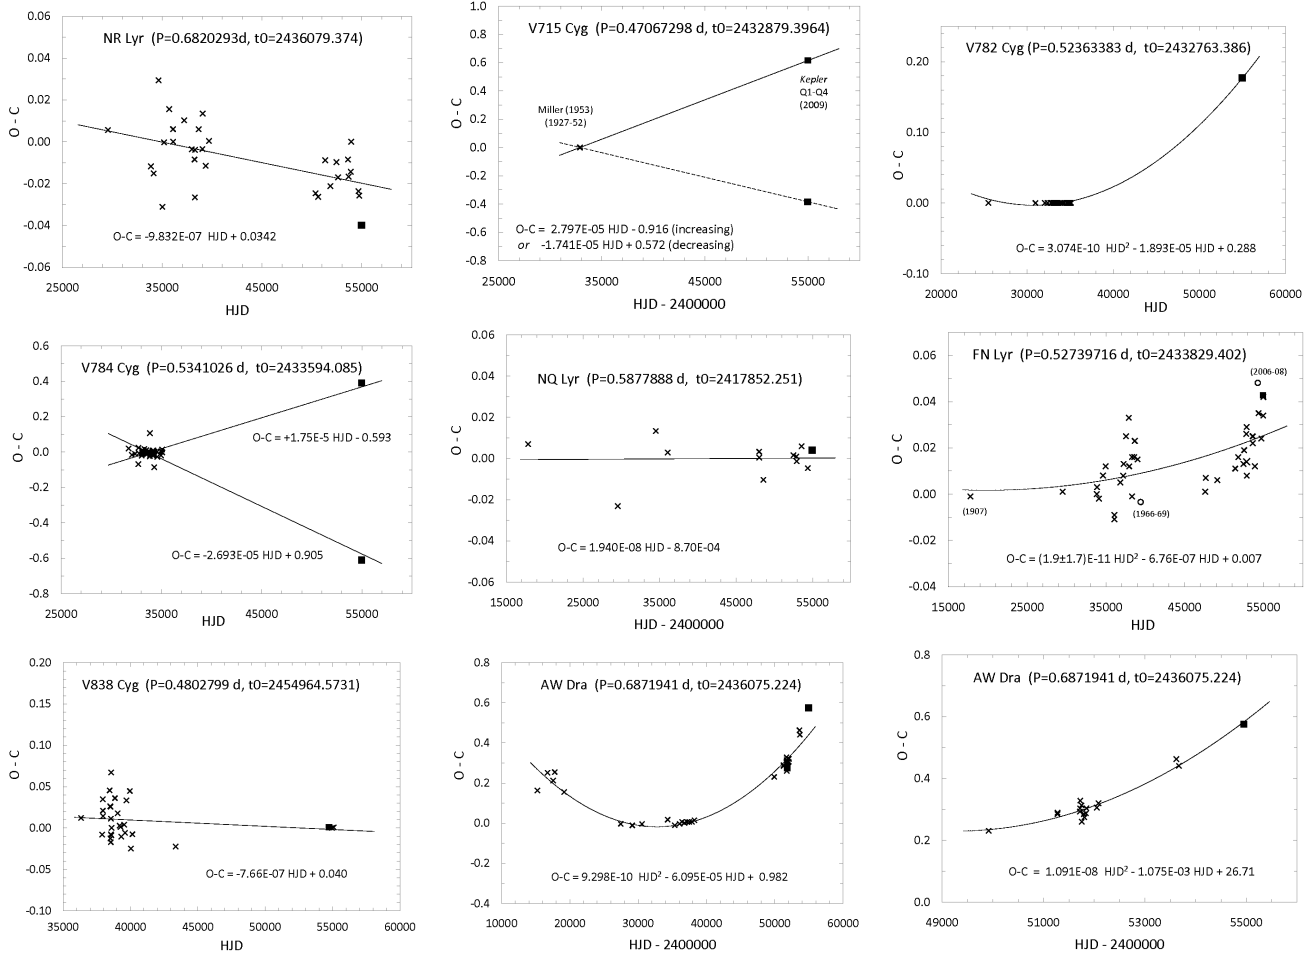 NR Lyr (P=0.6820293d, t0=2436079.374)
0.06
0.04
0.02
0.00
-0.02
-0.04
-0.06
O - C
O-C = -9.832E-07 HJD + 0.0342
25000 35000 45000 55000
HJD
V715 Cyg (P=0.47067298 d, t0=2432879.3964)
1.0
0.8
0.6
0.4
0.2
0.0
-0.2
-0.4
-0.6
-0.8
O - C
Kepler
Q1-Q4
(2009)
Miller (1953)
(1927-52)
O-C = 2.797E-05 HJD - 0.916 (increasing)
or -1.741E-05 HJD + 0.572 (decreasing)
25000 35000 45000 55000
HJD - 2400000
V782 Cyg (P=0.52363383 d, t0=2432763.386)
0.20
0.10
0.00
-0.10
O - C
O-C = 3.074E-10 HJD² - 1.893E-05 HJD + 0.288
20000 30000 40000 50000 60000
HJD
V784 Cyg (P=0.5341026 d, t0=2433594.085)
0.6
0.4
0.2
0.0
-0.2
-0.4
-0.6
-0.8
O - C
O-C = +1.75E-5 HJD - 0.593
O-C = -2.693E-05 HJD + 0.905
25000 35000 45000 55000
HJD
NQ Lyr (P=0.5877888 d, t0=2417852.251)
0.06
0.04
0.02
0.00
-0.02
-0.04
-0.06
O - C
O-C = 1.940E-08 HJD - 8.70E-04
15000 25000 35000 45000 55000
HJD - 2400000
FN Lyr (P=0.52739716 d, t0=2433829.402)
0.06
0.04
0.02
0.00
-0.02
-0.04
O - C
(2006-08)
(1907)
(1966-69)
O-C = (1.9±1.7)E-11 HJD² - 6.76E-07 HJD + 0.007
15000 25000 35000 45000 55000
HJD
V838 Cyg (P=0.4802799 d, t0=2454964.5731)
0.20
0.15
0.10
0.05
0.00
-0.05
-0.10
O - C
O-C = -7.66E-07 HJD + 0.040
35000 40000 45000 50000 55000 60000
HJD
AW Dra (P=0.6871941 d, t0=2436075.224)
0.8
0.6
0.4
0.2
0.0
-0.2
-0.4
O - C
O-C = 9.298E-10 HJD² - 6.095E-05 HJD + 0.982
10000 20000 30000 40000 50000 60000
HJD - 2400000
AW Dra (P=0.6871941 d, t0=2436075.224)
0.8
0.6
0.4
0.2
0.0
O - C
O-C = 1.091E-08 HJD² - 1.075E-03 HJD + 26.71
49000 51000 53000 55000
HJD - 2400000